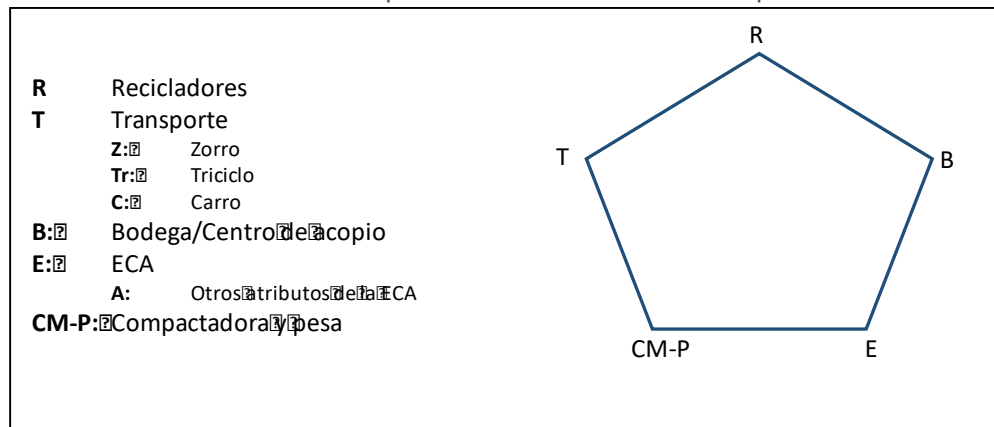 R Recicladores
T Transporte
Z: Zorro
Tr: Triciclo
C: Carro
B: Bodega/Centro de acopio
E: ECA
A: Otros atributos de la ECA
CM-P: Compactadora y pesa
R
T
B
CM-P
E